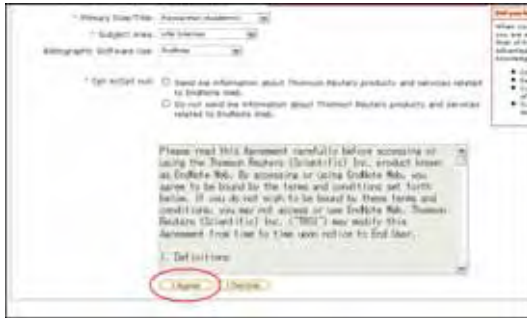 * Primary Role/Title:
* Subject Area: Life Sciences
Bibliographic Software Use: EndNote
* Opt in/Opt out: Send me information about Thomson Reuters products and services related
to EndNote Web.
Do not send me information about Thomson Reuters products and services
related to EndNote Web.
Please read this Agreement carefully before accessing or
using the Thomson Reuters (Scientific) Inc. product known
as EndNote Web. By accessing or using EndNote Web, you
agree to be bound by the terms and conditions set forth
below. If you do not wish to be bound by these terms and
conditions, you may not access or use EndNote Web. Thomson
Reuters (Scientific) Inc. ("TRSI") may modify this
Agreement from time to time upon notice to End User.
1. Definitions
I Agree I Decline